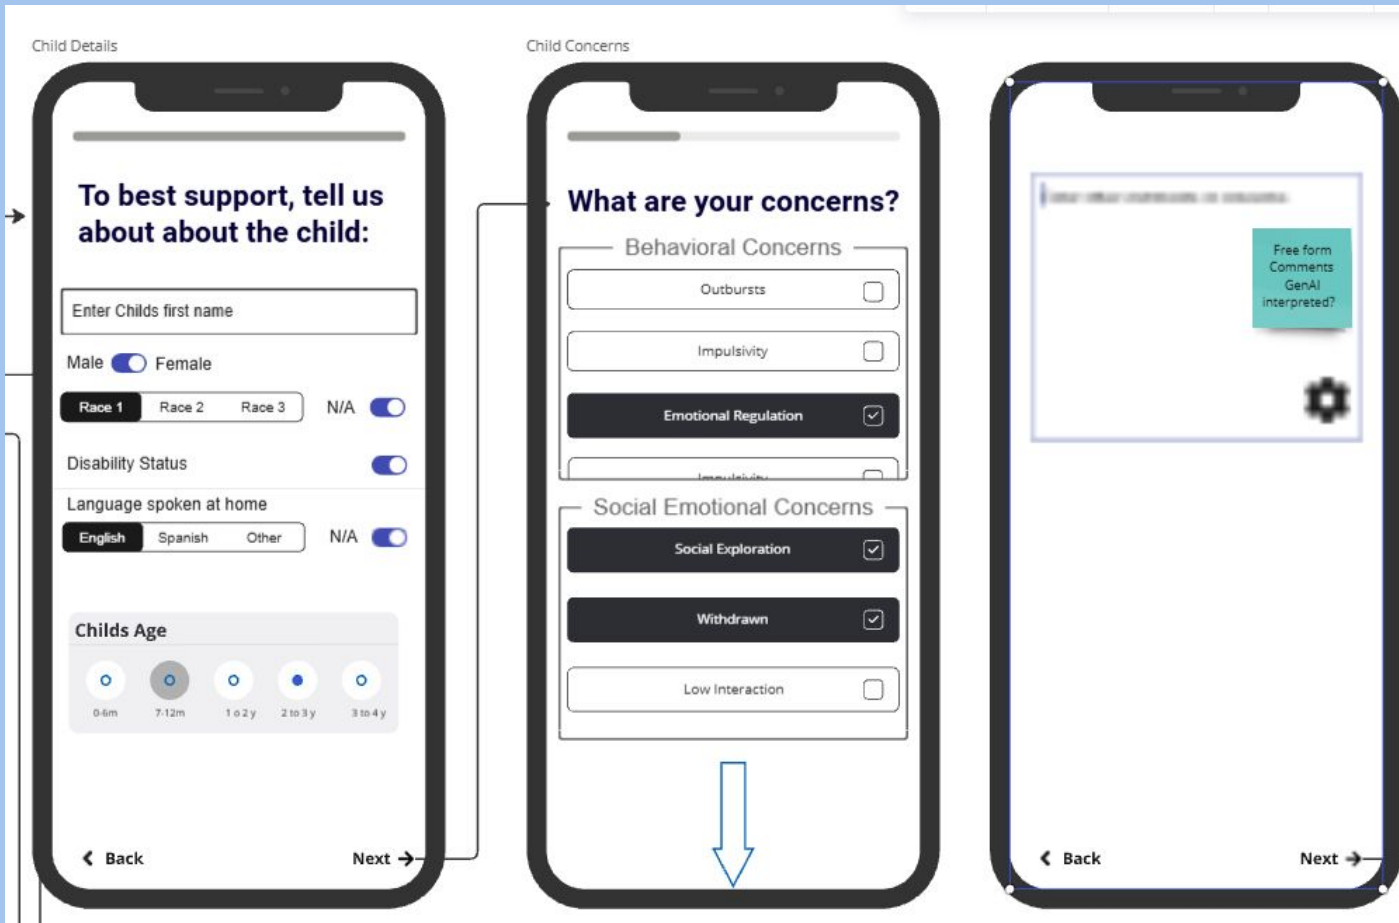 Child Details
To best support, tell us
about about the child:
Enter Childs first name
Male Female
Race 1 Race 2 Race 3 N/A
Disability Status
Language spoken at home
English Spanish Other N/A
Childs Age
0-6m 7-12m 1 o 2 y 2 to 3 y 3 to 4 y
Back Next
Child Concerns
What are your concerns?
Behavioral Concerns
Outbursts
Impulsivity
Emotional Regulation
Impulsivity
Social Emotional Concerns
Social Exploration
Withdrawn
Low Interaction
Free form
Comments
GenAI
interpreted?
Back Next